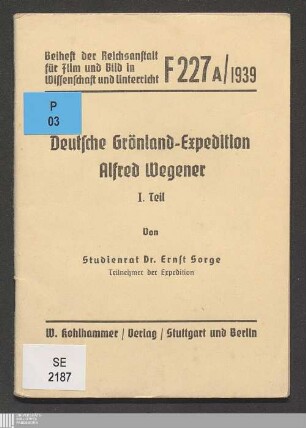 Beiheft der Reichsanstalt
für Film und Bild in
Wissenschaft und Unterricht
F 227A/1939
P
03
Deutsche Grönland-Expedition
Alfred Wegener
I. Teil
Von
Studienrat Dr. Ernst Sorge
Teilnehmer der Expedition
W. Kohlhammer / Verlag / Stuttgart und Berlin
SE
2187